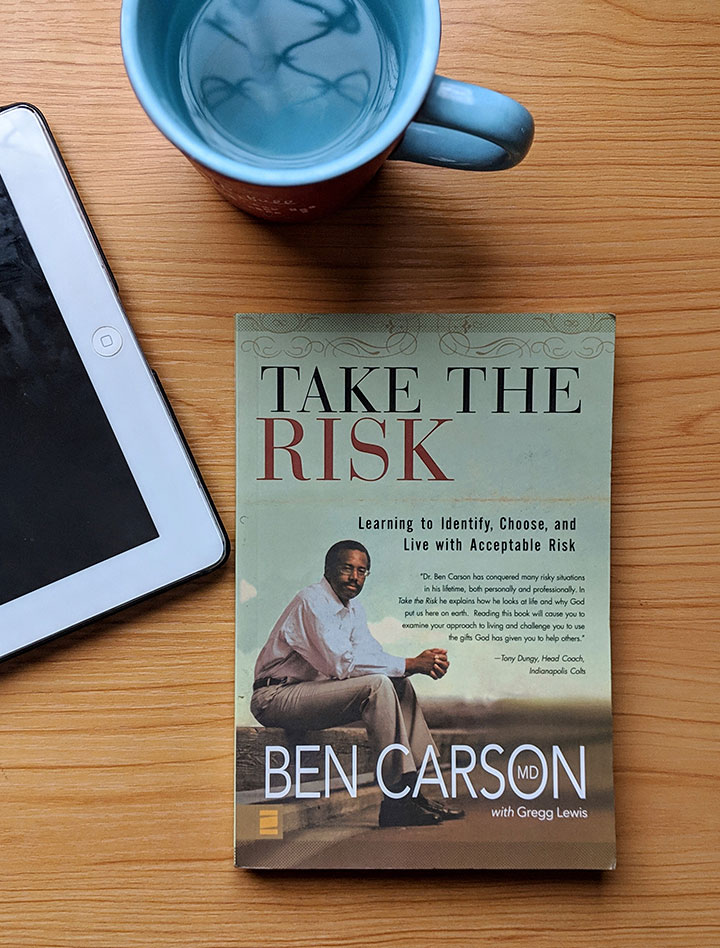 TAKE THE
RISK
Learning to Identify, Choose, and
Live with Acceptable Risk
"Dr. Ben Carson has conquered many risky situations
in his lifetime, both personally and professionally. In
Take the Risk he explains how he looks at life and why God
put us here on earth. Reading this book will cause you to
examine your approach to living and challenge you to use
the gifts God has given you to help others."
—Tony Dungy, Head Coach,
Indianapolis Colts
BEN CARSON MD
with Gregg Lewis